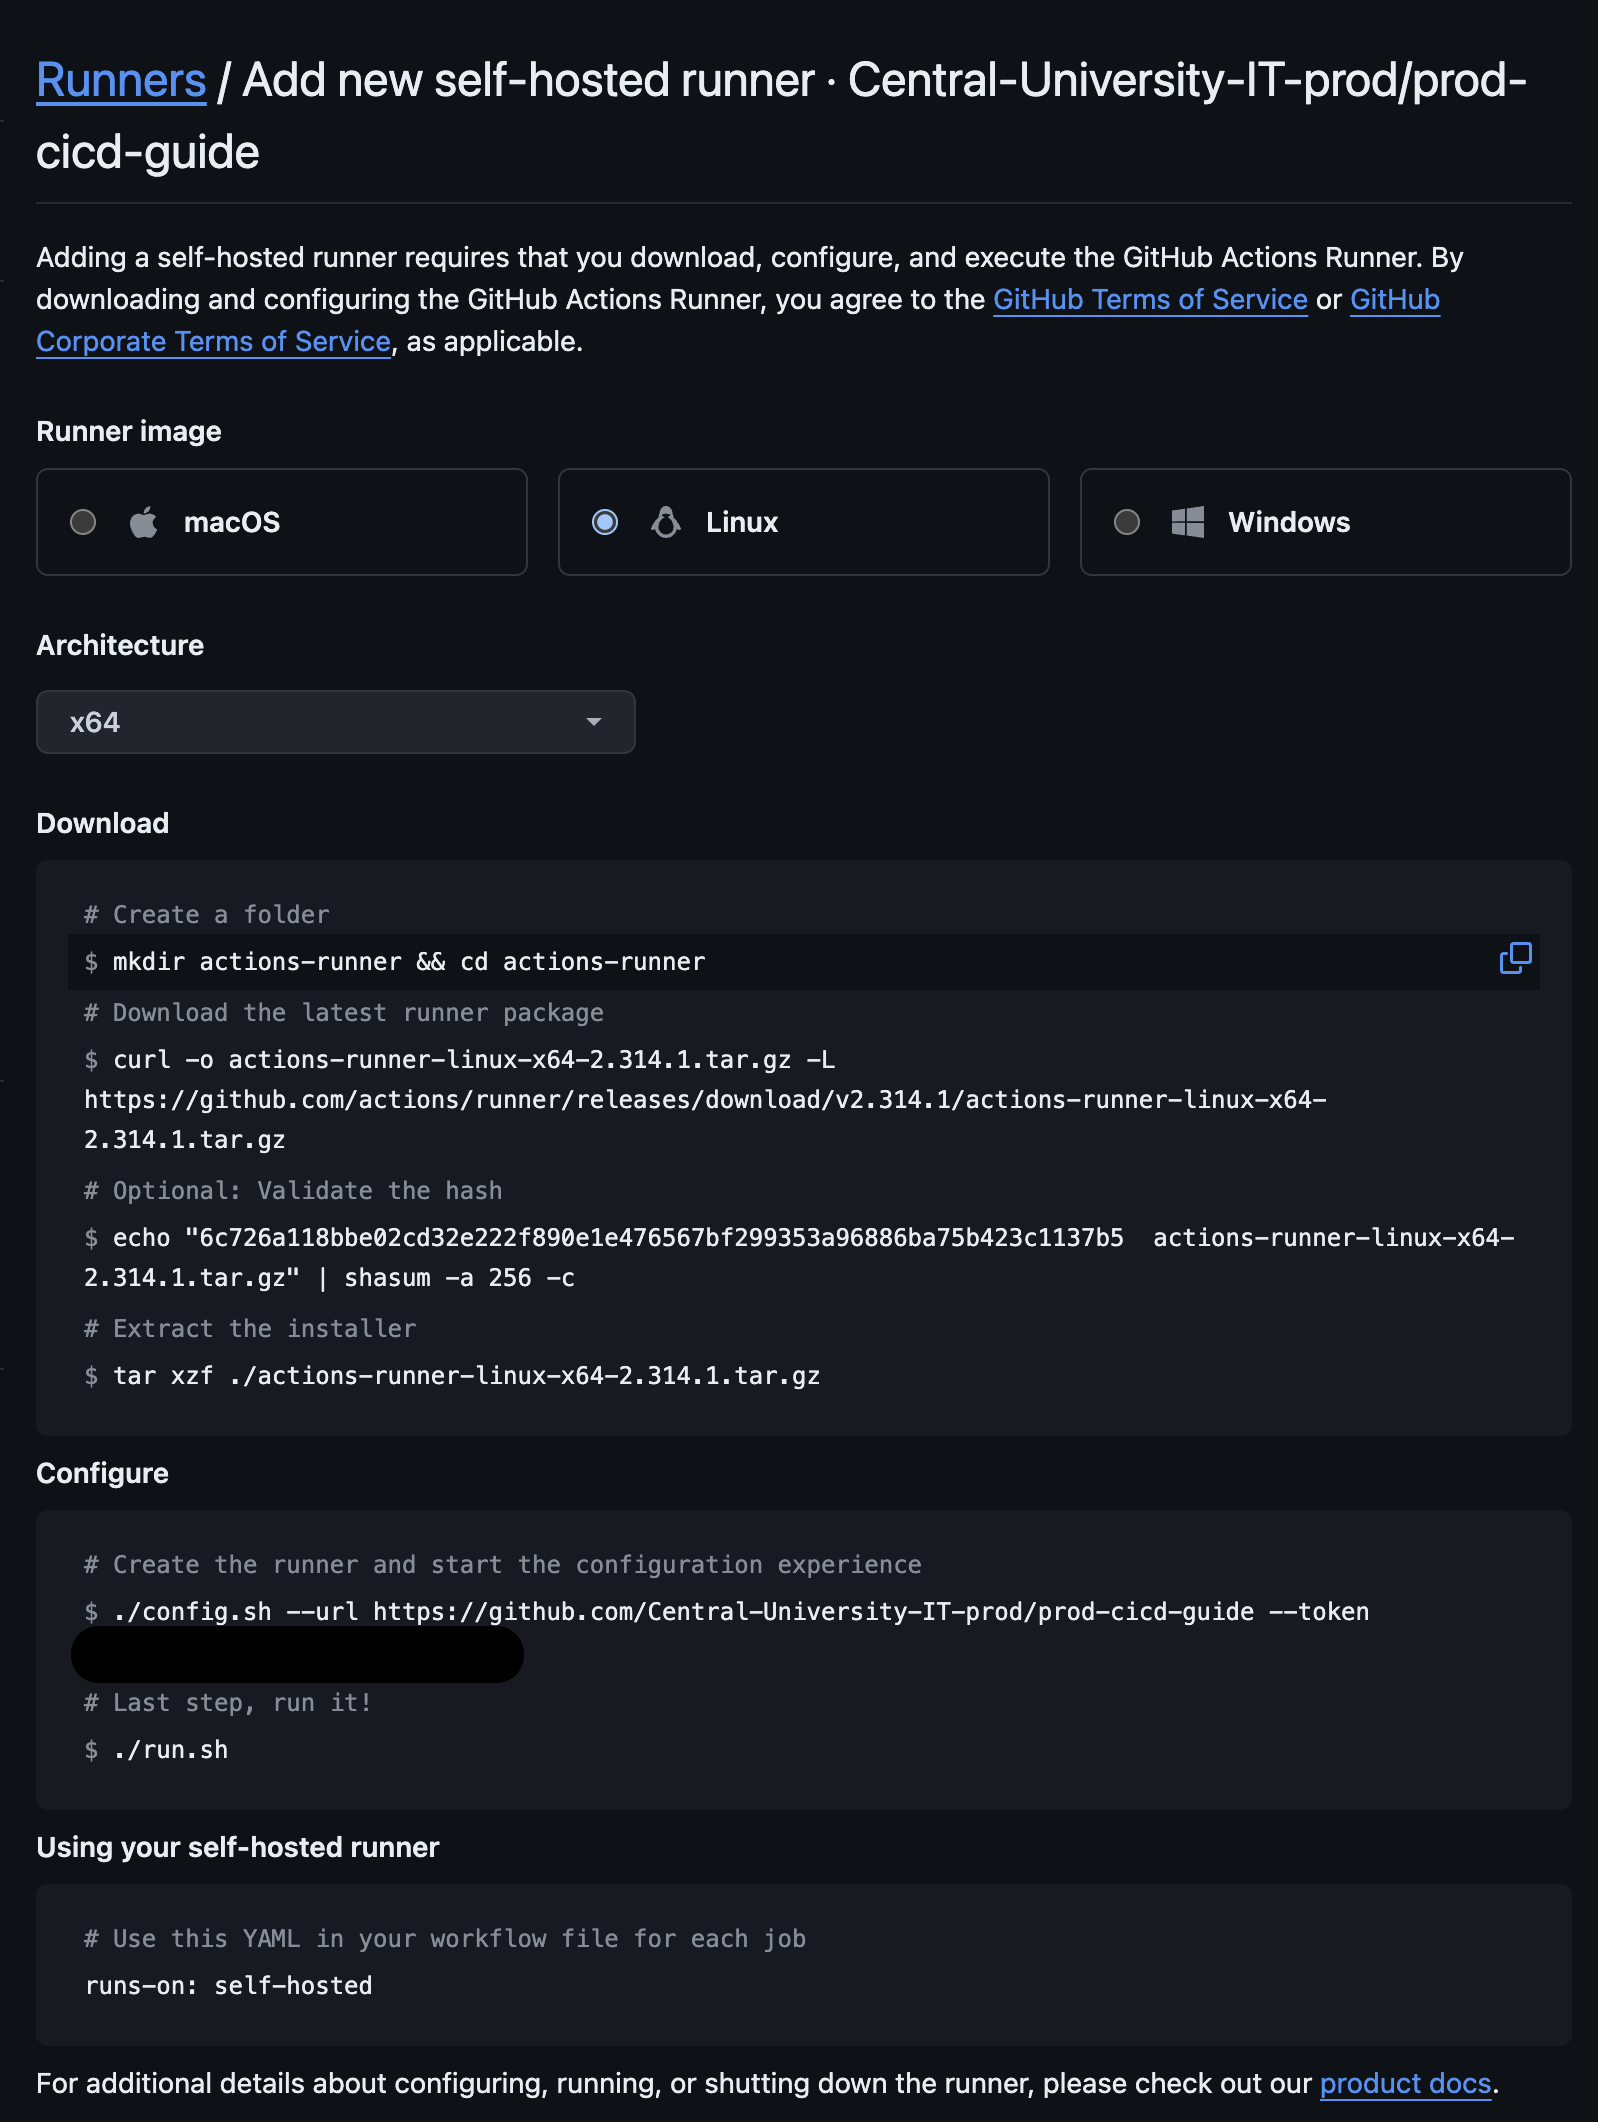 Runners / Add new self-hosted runner · Central-University-IT-prod/prod-
cicd-guide
Adding a self-hosted runner requires that you download, configure, and execute the GitHub Actions Runner. By
downloading and configuring the GitHub Actions Runner, you agree to the GitHub Terms of Service or GitHub
Corporate Terms of Service, as applicable.
Runner image
macOS
Linux
Windows
Architecture
x64
Download
# Create a folder
$ mkdir actions-runner && cd actions-runner
# Download the latest runner package
$ curl -o actions-runner-linux-x64-2.314.1.tar.gz -L
https://github.com/actions/runner/releases/download/v2.314.1/actions-runner-linux-x64-
2.314.1.tar.gz
# Optional: Validate the hash
$ echo "6c726a118bbe02cd32e222f890e1e476567bf299353a96886ba75b423c1137b5  actions-runner-linux-x64-
2.314.1.tar.gz" | shasum -a 256 -c
# Extract the installer
$ tar xzf ./actions-runner-linux-x64-2.314.1.tar.gz
Configure
# Create the runner and start the configuration experience
$ ./config.sh --url https://github.com/Central-University-IT-prod/prod-cicd-guide --token
# Last step, run it!
$ ./run.sh
Using your self-hosted runner
# Use this YAML in your workflow file for each job
runs-on: self-hosted
For additional details about configuring, running, or shutting down the runner, please check out our product docs.